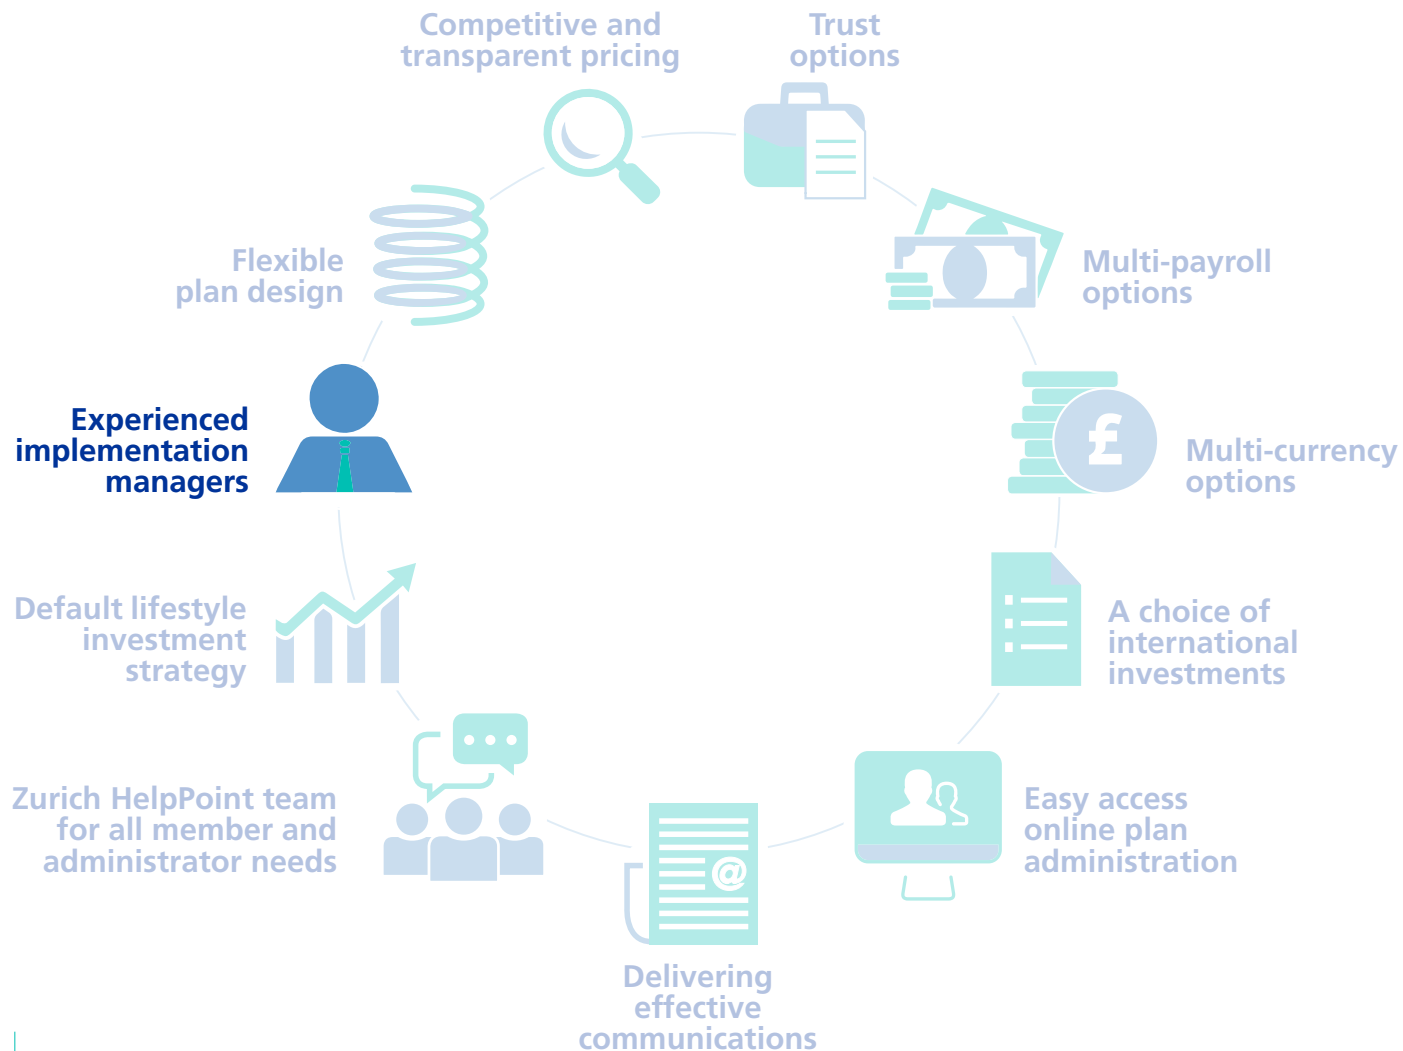 Competitive and
transparent pricing
Trust
options
Flexible
plan design
Multi-payroll
options
£
Experienced
implementation
managers
Multi-currency
options
Default lifestyle
investment
strategy
A choice of
international
investments
Zurich HelpPoint team
for all member and
administrator needs
Easy access
online plan
administration
@
Delivering
effective
communications